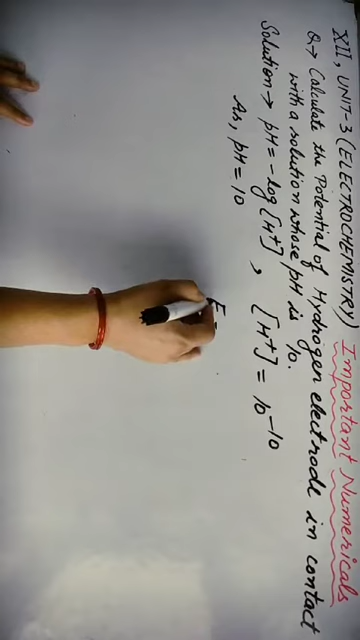 XII, UNIT-3 (ELECTROCHEMISTRY) Important Numericals
Q→ Calculate the Potential of Hydrogen electrode in contact
with a solution whose pH is 10.
Solution → pH = -log [H+], [H+] = 10-10
As, pH = 10
E =